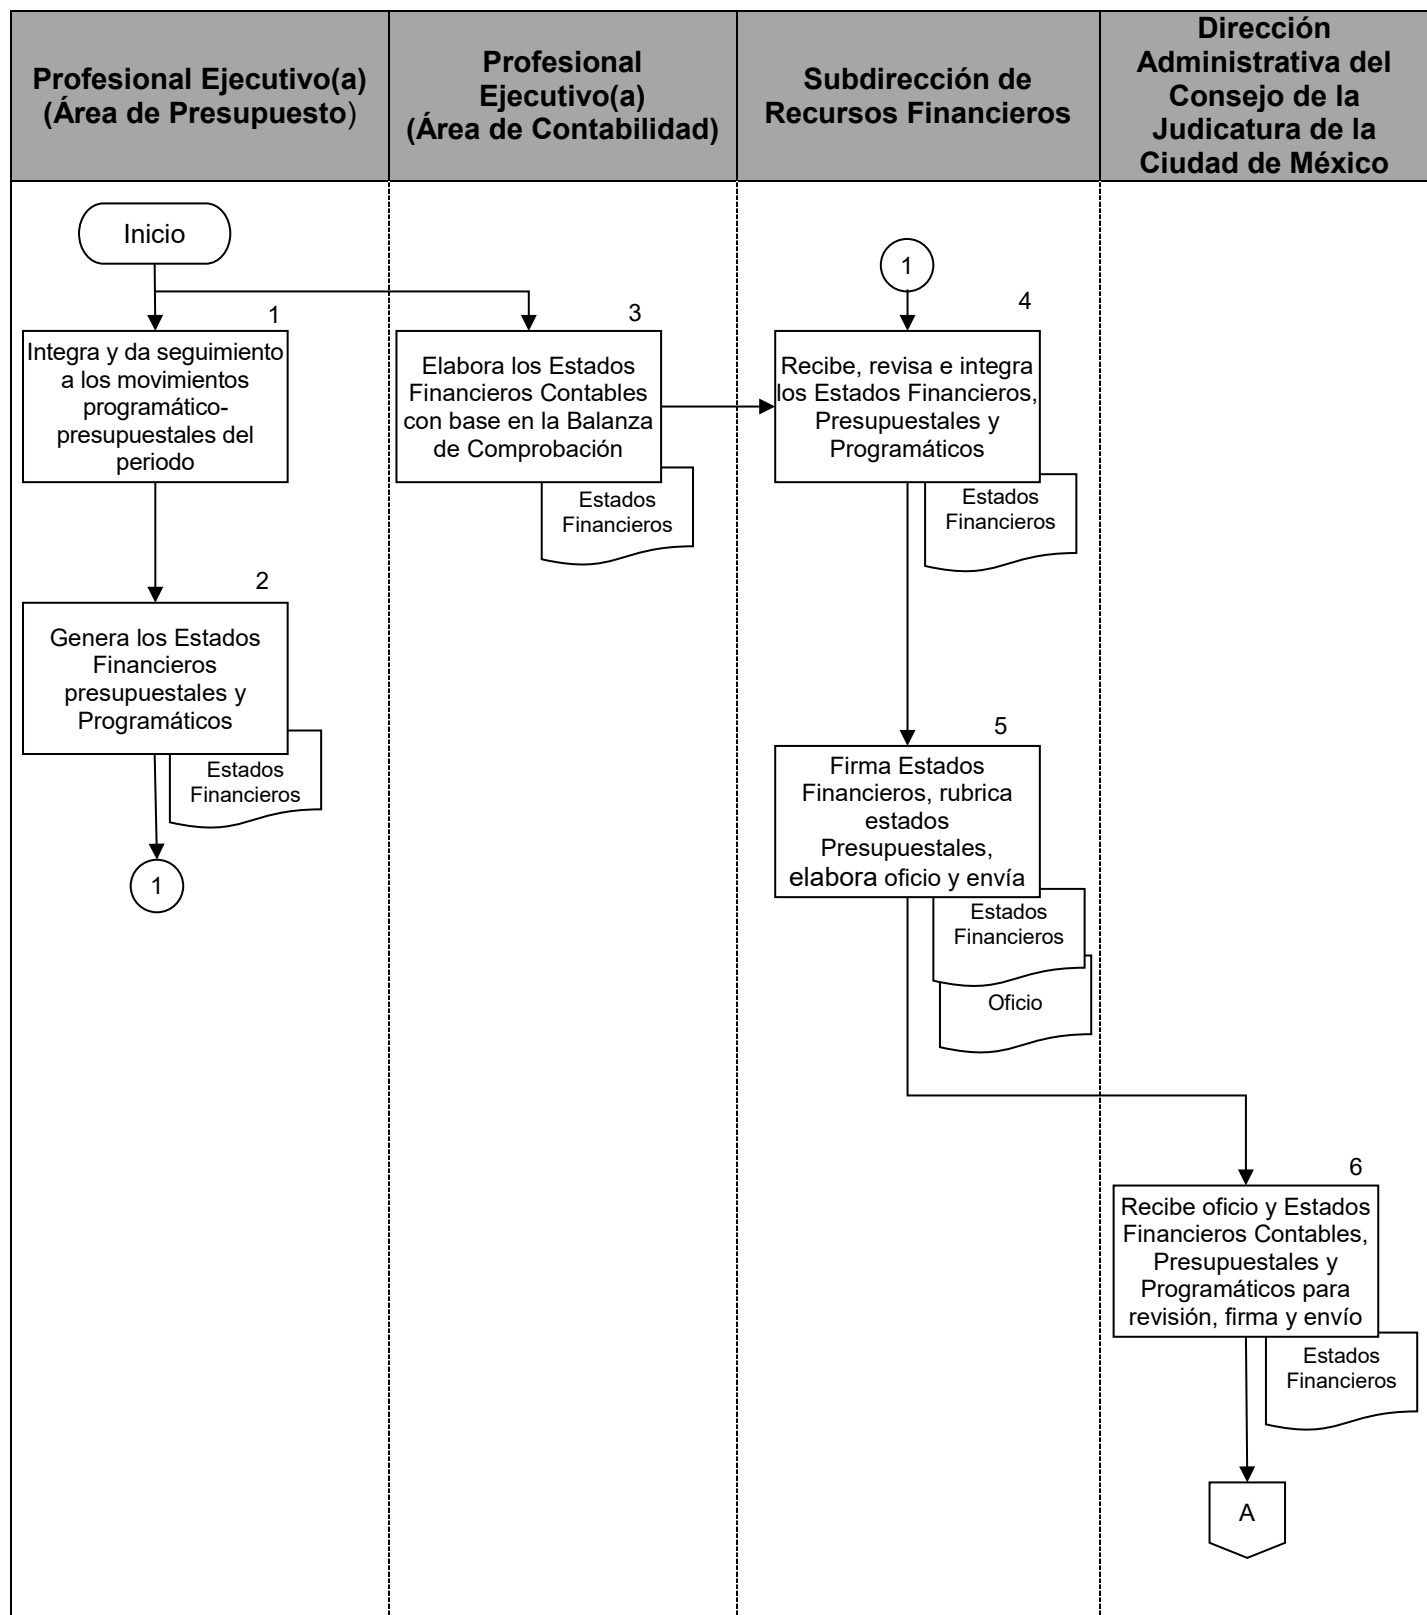 Profesional Ejecutivo(a)
(Área de Presupuesto)
Profesional
Ejecutivo(a)
(Área de Contabilidad)
Subdirección de
Recursos Financieros
Dirección
Administrativa del
Consejo de la
Judicatura de la
Ciudad de México
Inicio
1
Integra y da seguimiento
a los movimientos
programático-
presupuestales del
periodo
2
Genera los Estados
Financieros
presupuestales y
Programáticos
Estados
Financieros
1
3
Elabora los Estados
Financieros Contables
con base en la Balanza
de Comprobación
Estados
Financieros
1
4
Recibe, revisa e integra
los Estados Financieros,
Presupuestales y
Programáticos
Estados
Financieros
5
Firma Estados
Financieros, rubrica
estados
Presupuestales,
elabora oficio y envía
Estados
Financieros
Oficio
6
Recibe oficio y Estados
Financieros Contables,
Presupuestales y
Programáticos para
revisión, firma y envío
Estados
Financieros
A